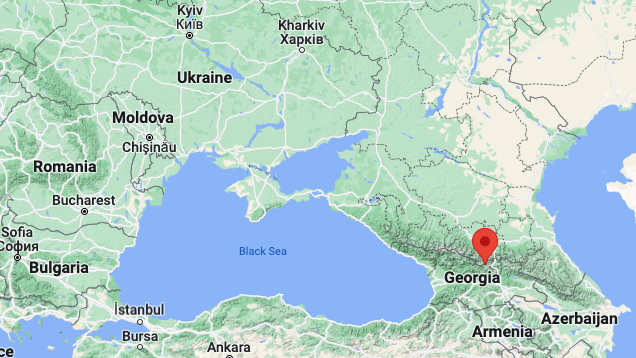 Kyiv
Київ
Kharkiv
Харків
Ukraine
Moldova
Chișinău
Romania
Bucharest
Sofia
София
Bulgaria
Black Sea
Georgia
İstanbul
Bursa
Ankara
Armenia
Azerbaijan
ce